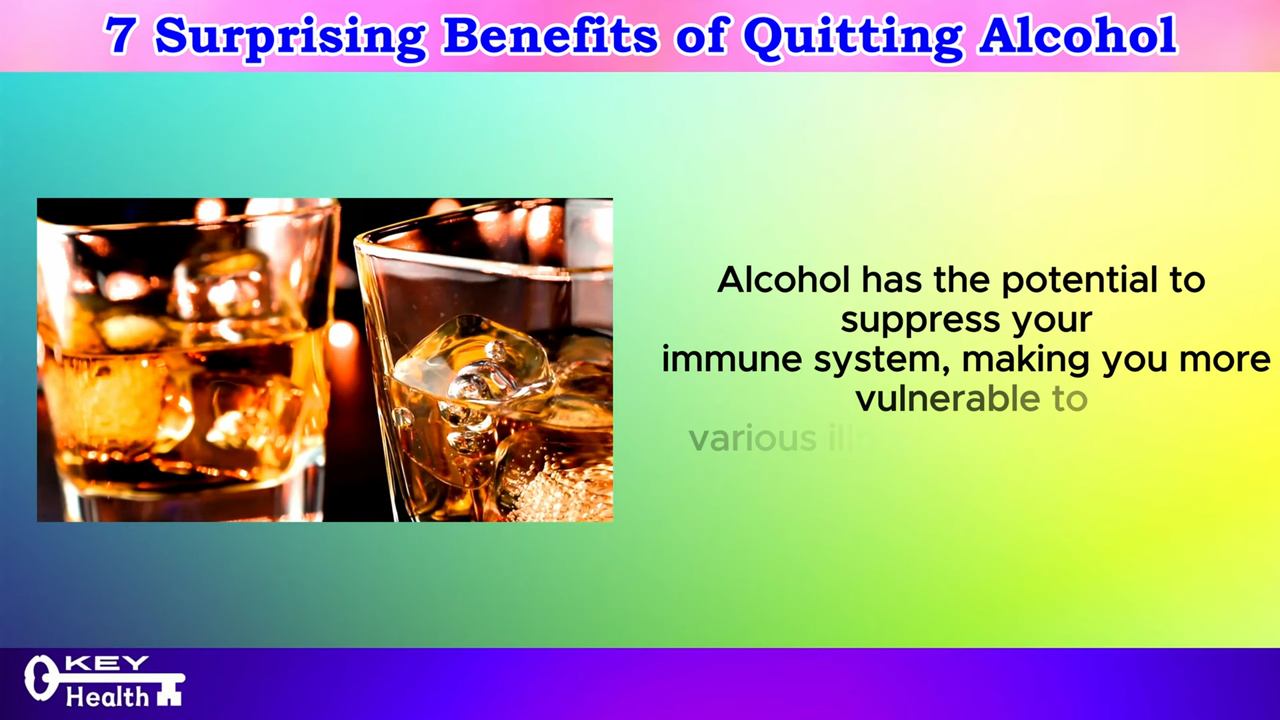 7 Surprising Benefits of Quitting Alcohol
Alcohol has the potential to
suppress your
immune system, making you more
vulnerable to
various
KEY
Health